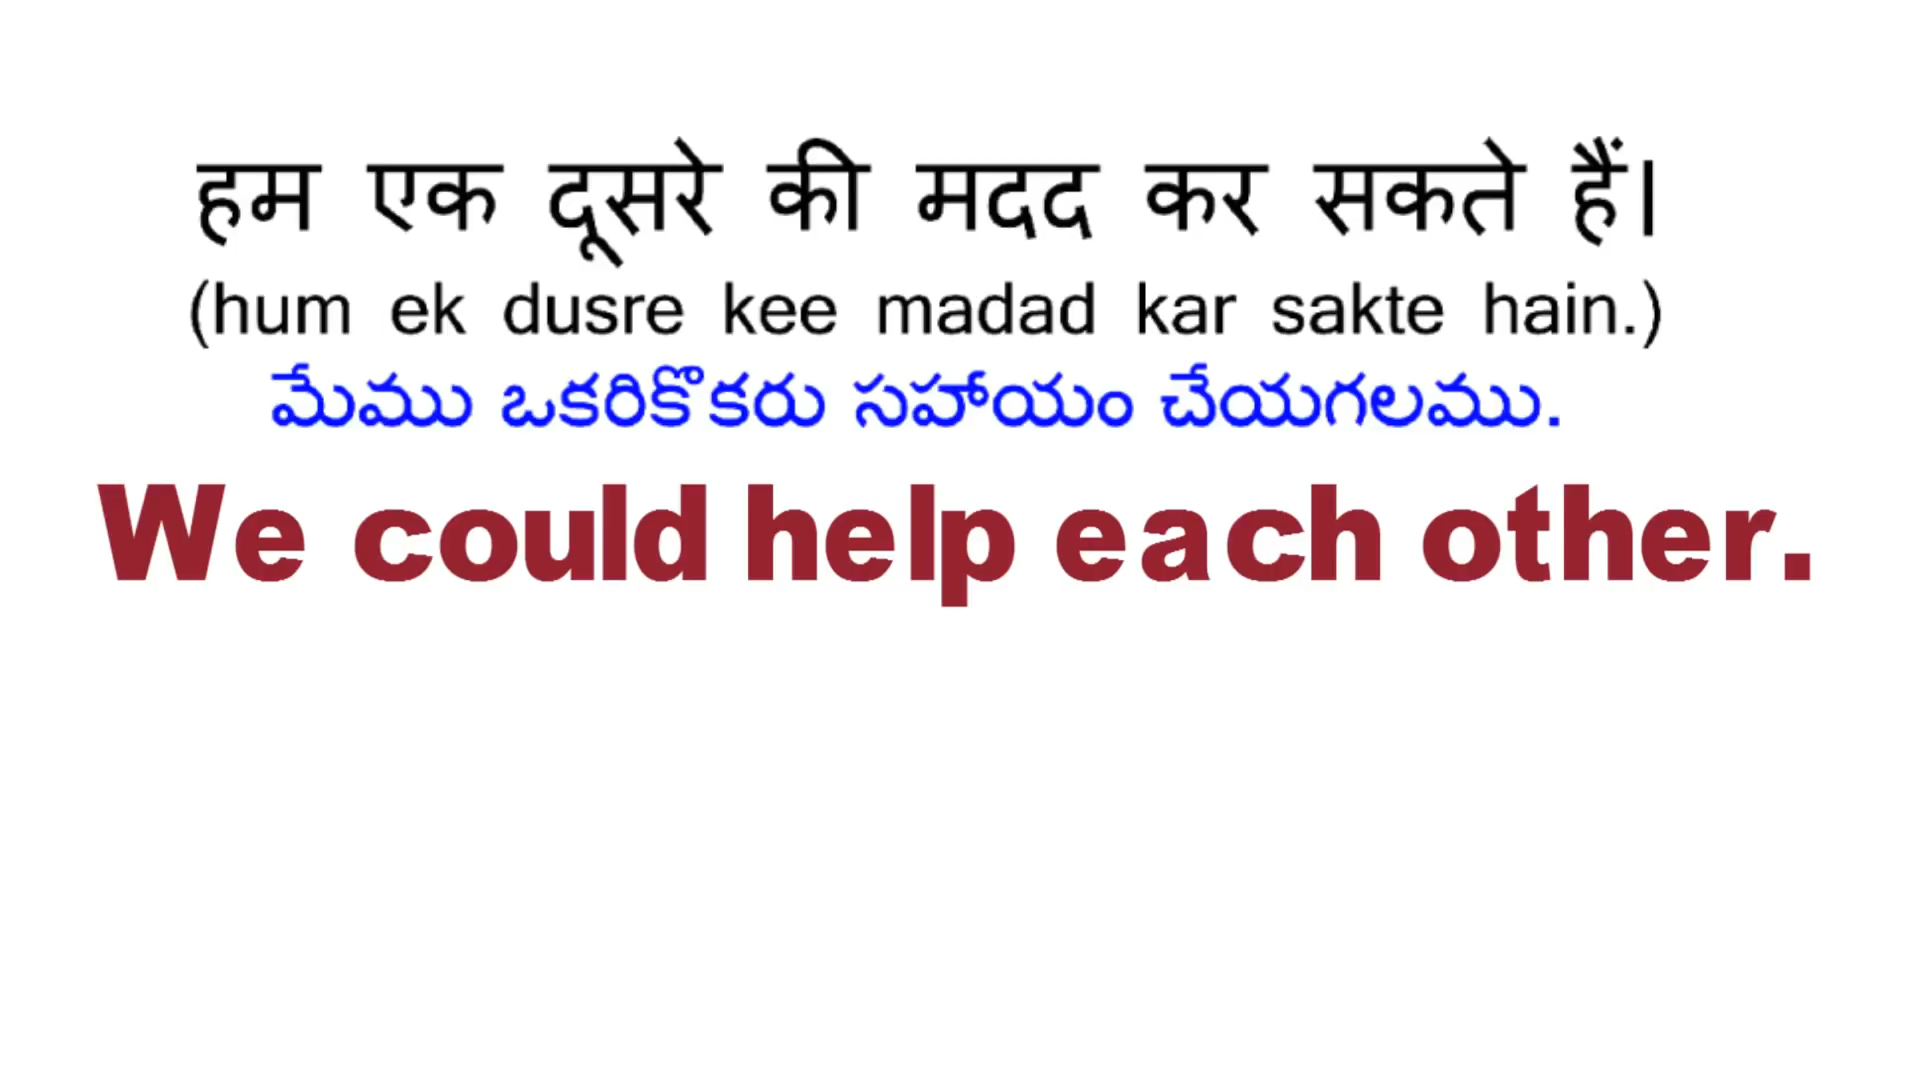 हम एक दूसरे की मदद कर सकते हैं।
(hum ek dusre kee madad kar sakte hain.)
మేము ఒకరికొకరు సహాయం చేయగలము.
We could help each other.